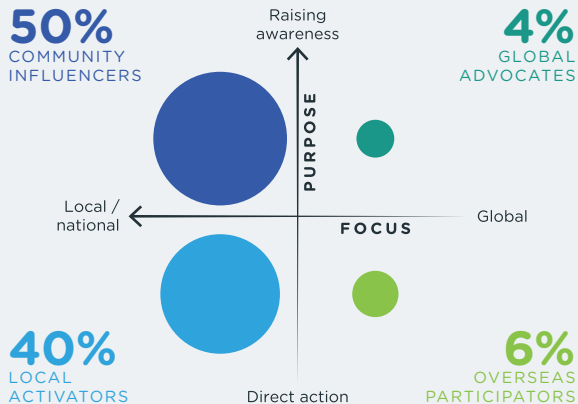 50%
COMMUNITY
INFLUENCERS
Raising
awareness
4%
GLOBAL
ADVOCATES
PURPOSE
Local /
national
FOCUS
Global
40%
LOCAL
ACTIVATORS
Direct action
6%
OVERSEAS
PARTICIPATORS